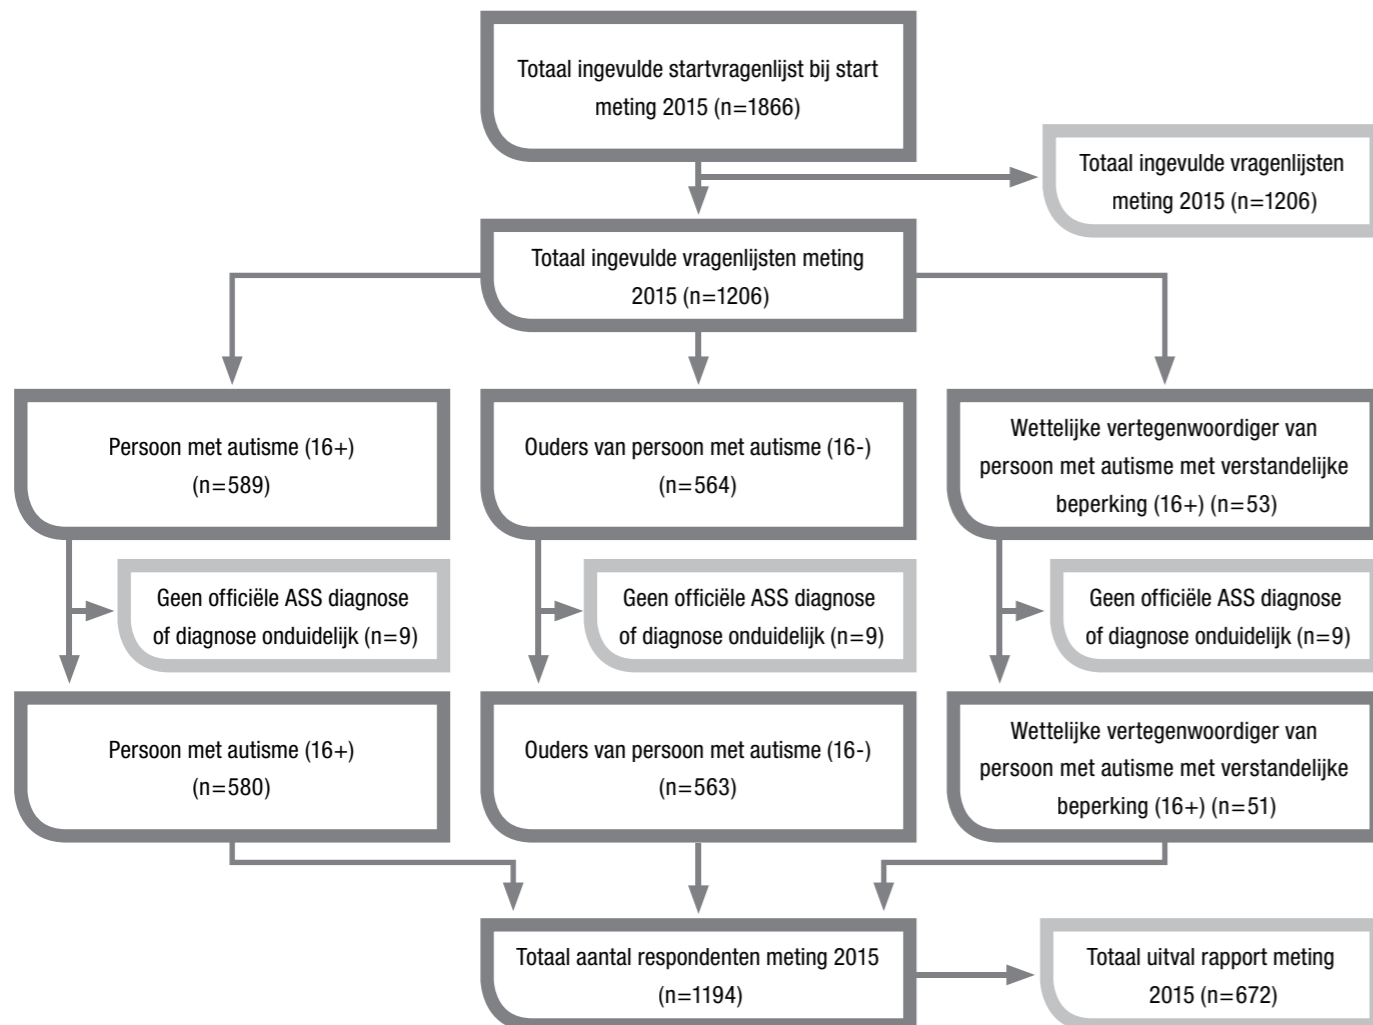 Totaal ingevulde startvragenlijst bij start
meting 2015 (n=1866)
Totaal ingevulde vragenlijsten
meting 2015 (n=1206)
Totaal ingevulde vragenlijsten meting
2015 (n=1206)
Persoon met autisme (16+)
(n=589)
Ouders van persoon met autisme (16-)
(n=564)
Wettelijke vertegenwoordiger van
persoon met autisme met verstandelijke
beperking (16+) (n=53)
Geen officiële ASS diagnose
of diagnose onduidelijk (n=9)
Geen officiële ASS diagnose
of diagnose onduidelijk (n=9)
Geen officiële ASS diagnose
of diagnose onduidelijk (n=9)
Persoon met autisme (16+)
(n=580)
Ouders van persoon met autisme (16-)
(n=563)
Wettelijke vertegenwoordiger van
persoon met autisme met verstandelijke
beperking (16+) (n=51)
Totaal aantal respondenten meting 2015
(n=1194)
Totaal uitval rapport meting
2015 (n=672)